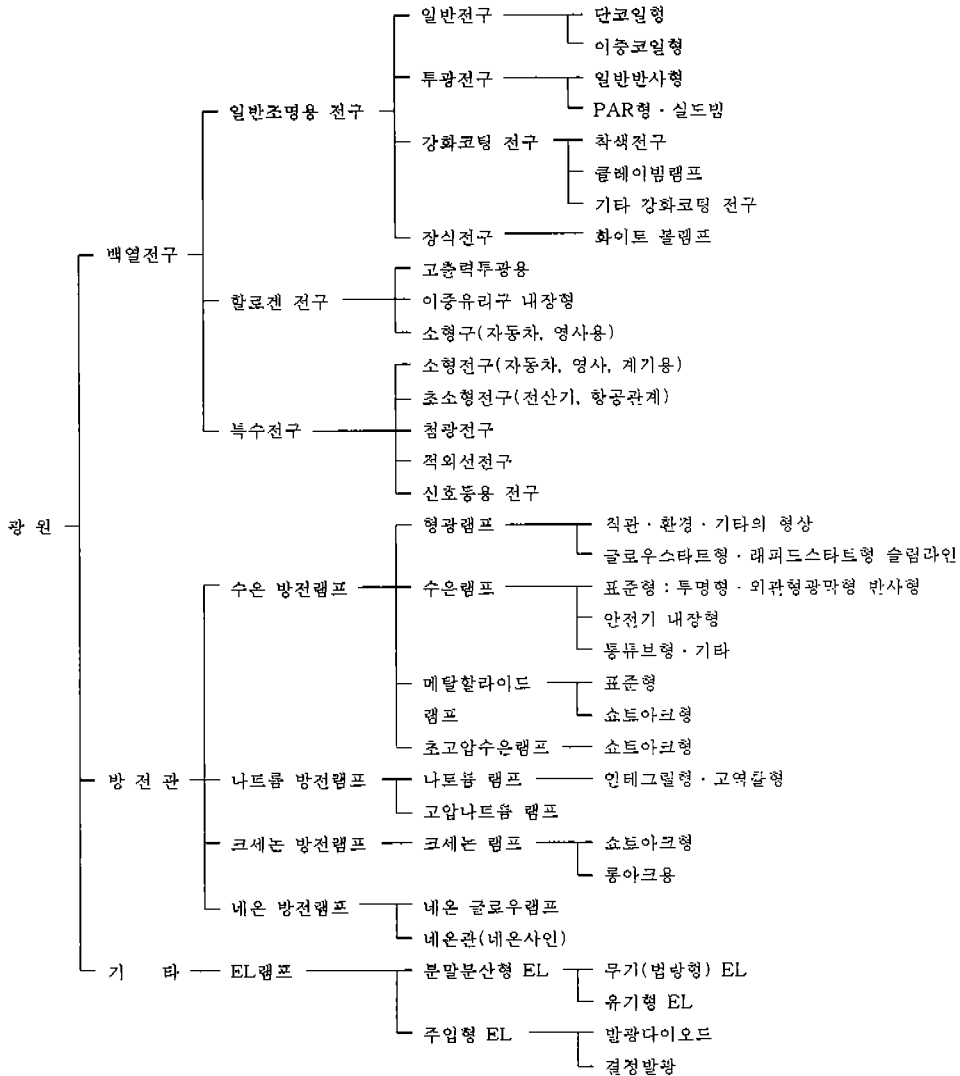 일반전구 단코일형
이중코일형
투광전구 일반반사형
PAR형·실드빔
일반조명용 전구
강화코팅 전구 착색전구
클레이빔램프
기타 강화코팅 전구
장식전구 화이트 볼램프
백열전구
고출력투광용
할로겐 전구 이중유리구 내장형
소형구(자동차, 영사용)
소형전구(자동차, 영사, 계기용)
초소형전구(전산기, 항공관계)
특수전구 첨광전구
적외선전구
신호등용 전구
광 원
형광램프 직관·환경·기타의 형상
글로우스타트형·래피드스타트형 슬림라인
수온 방전램프 수은램프 표준형 : 투명형·외관형광막형 반사형
안전기 내장형
통튜브형·기타
메탈할라이드 표준형
램프 쇼트아크형
초고압수은램프 쇼트아크형
방 전 관 나트륨 방전램프 나트륨 램프 인테그럴형·고역률형
고압나트륨 램프
크세논 방전램프 크세논 램프 쇼트아크형
롱아크용
네온 방전램프 네온 글로우램프
네온관(네온사인)
기 타 EL램프 분말분산형 EL 무기(법랑형) EL
유기형 EL
주입형 EL 발광다이오드
결정발광